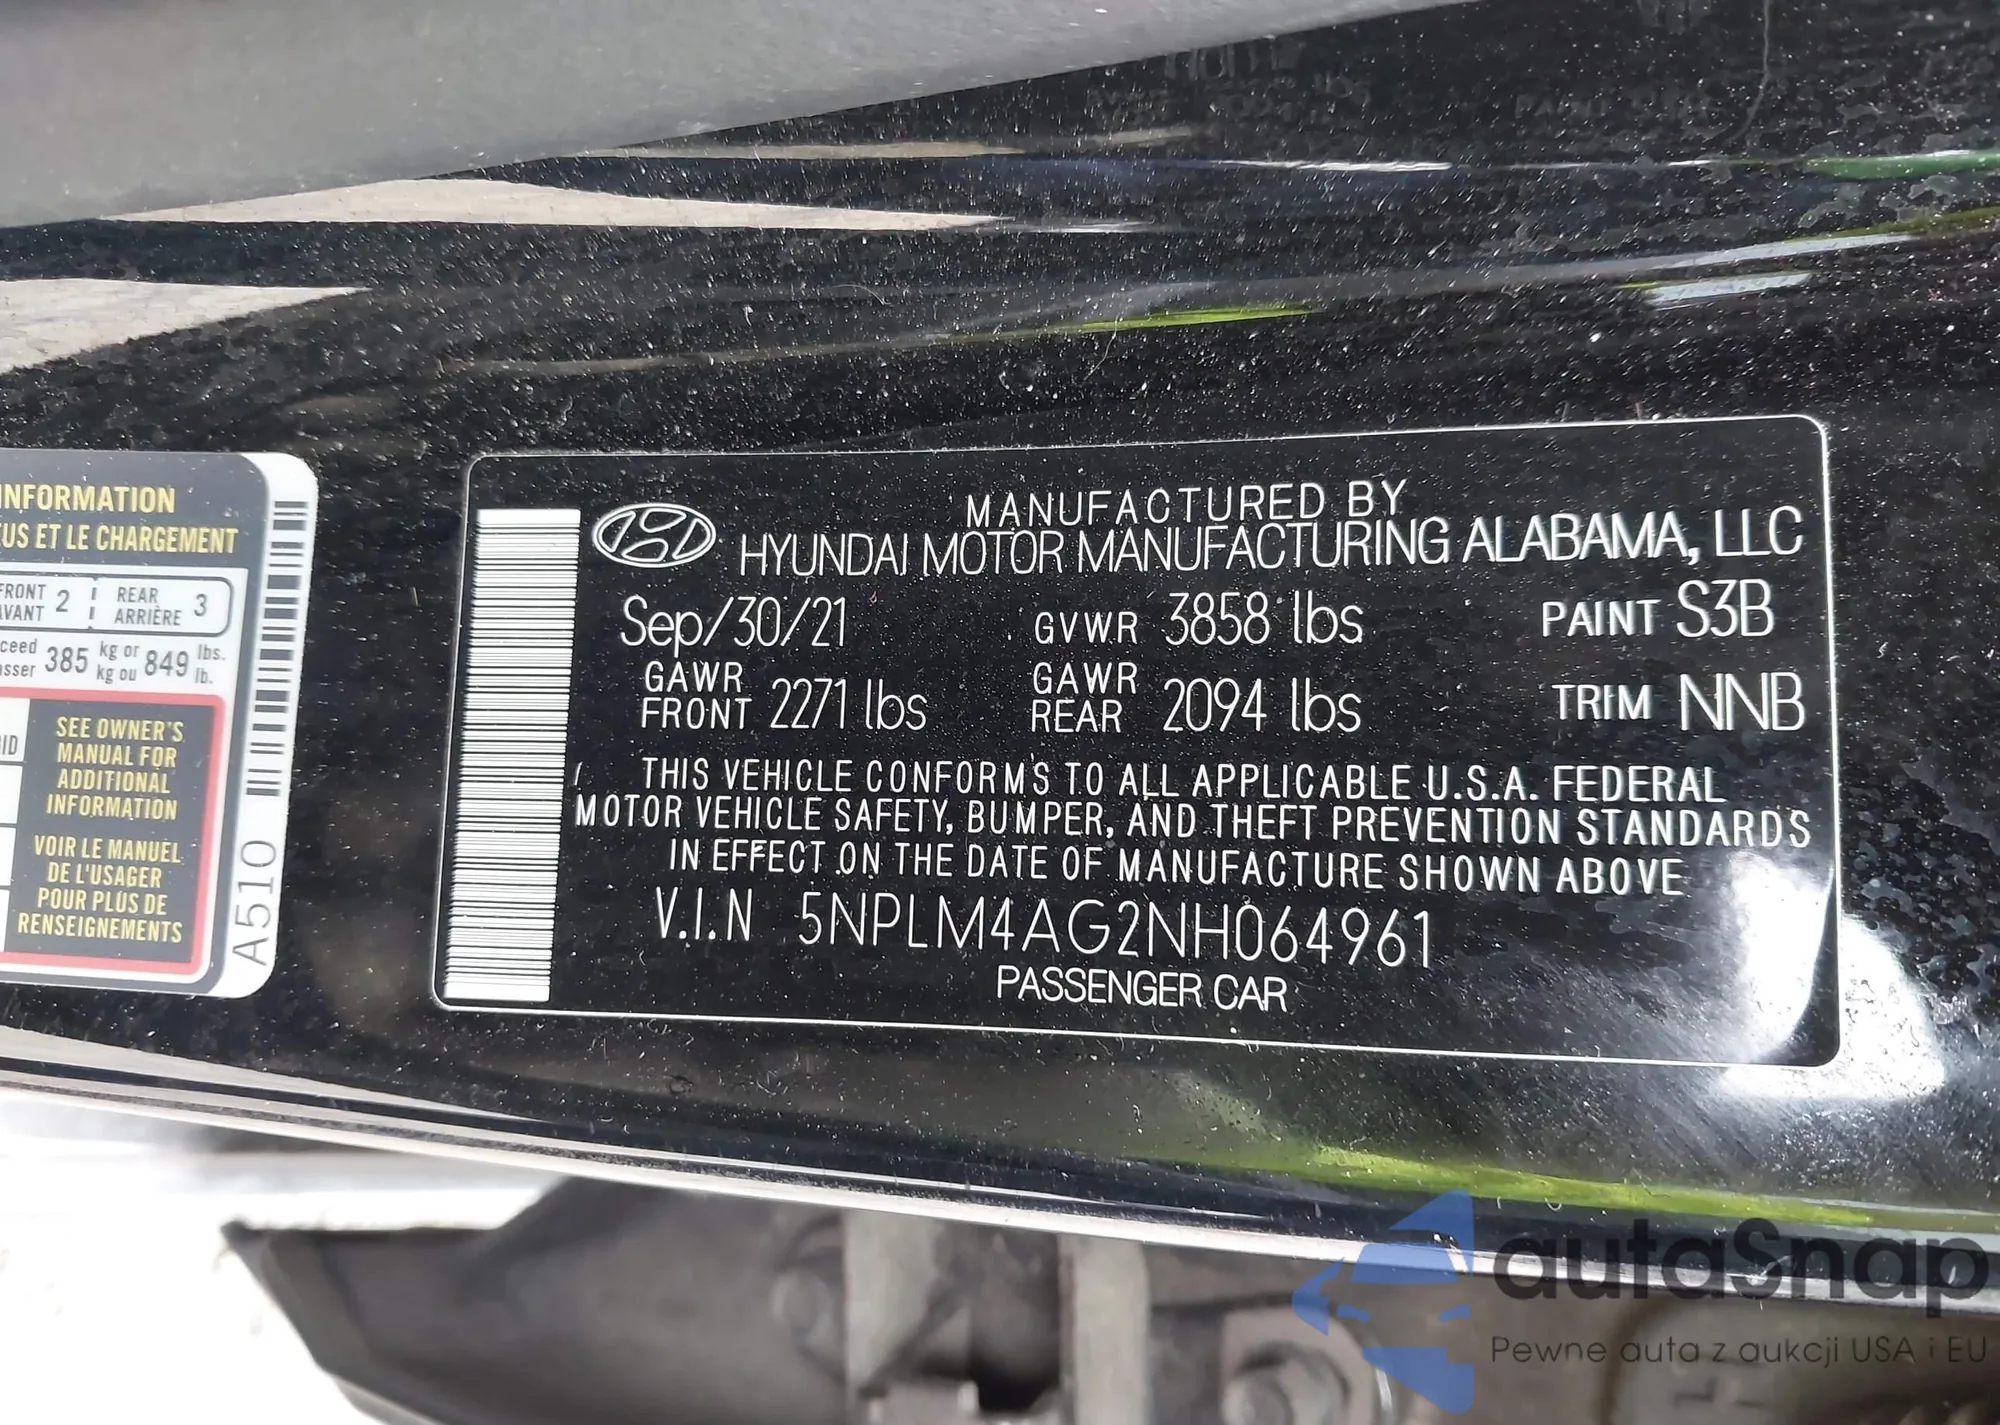 INFORMATION
EUS ET LE CHARGEMENT
FRONT 2 REAR 3
AVANT ARRIÈRE
385 kg or 849 lbs.
kg ou lb.
SEE OWNER'S
MANUAL FOR
ADDITIONAL
INFORMATION
VOIR LE MANUEL
DE L'USAGER
POUR PLUS DE
RENSEIGNEMENTS
A510
MANUFACTURED BY
HYUNDAI MOTOR MANUFACTURING ALABAMA, LLC
Sep/30/21 GVWR 3858 lbs PAINT S3B
GAWR FRONT 2271 lbs GAWR REAR 2094 lbs TRIM NNB
THIS VEHICLE CONFORMS TO ALL APPLICABLE U.S.A. FEDERAL
MOTOR VEHICLE SAFETY, BUMPER, AND THEFT PREVENTION STANDARDS
IN EFFECT ON THE DATE OF MANUFACTURE SHOWN ABOVE
V.I.N 5NPLM4AG2NH064961
PASSENGER CAR
autaSnap
Pewne auta z aukcji USA i EU